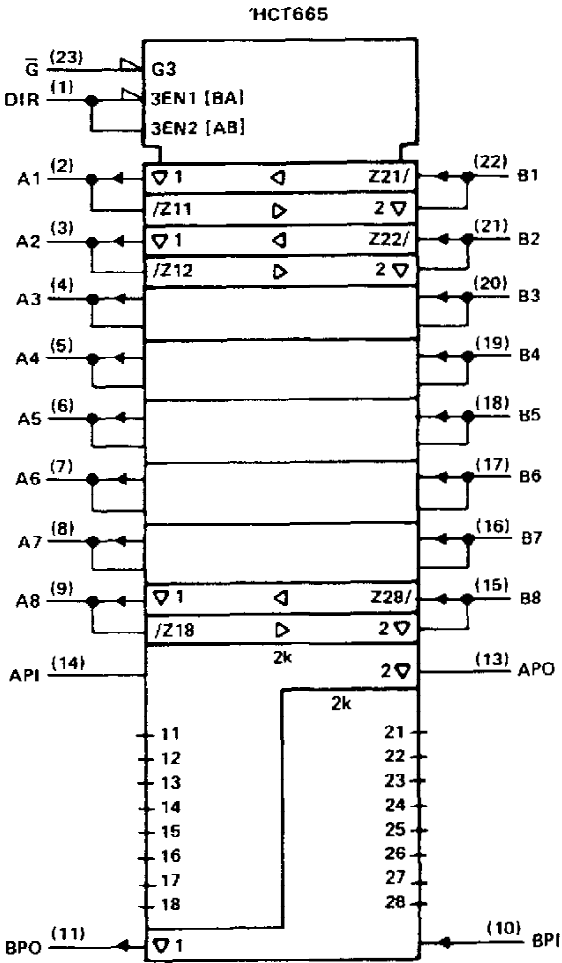 'HCT665
G (23) G3
DIR (1) 3EN1 [BA]
3EN2 [AB]
A1 (2) ▽ 1 ◁ Z21/ (22) B1
/Z11 ▷ 2 ▽
A2 (3) ▽ 1 ◁ Z22/ (21) B2
/Z12 ▷ 2 ▽
A3 (4) (20) B3
A4 (5) (19) B4
A5 (6) (18) B5
A6 (7) (17) B6
A7 (8) (16) B7
A8 (9) ▽ 1 ◁ Z28/ (15) B8
/Z18 ▷ 2 ▽
2k
API (14) 2 ▽ (13) APO
2k
11 21
12 22
13 23
14 24
15 25
16 26
17 27
18 28
BPO (11) ▽ 1 (10) BPI